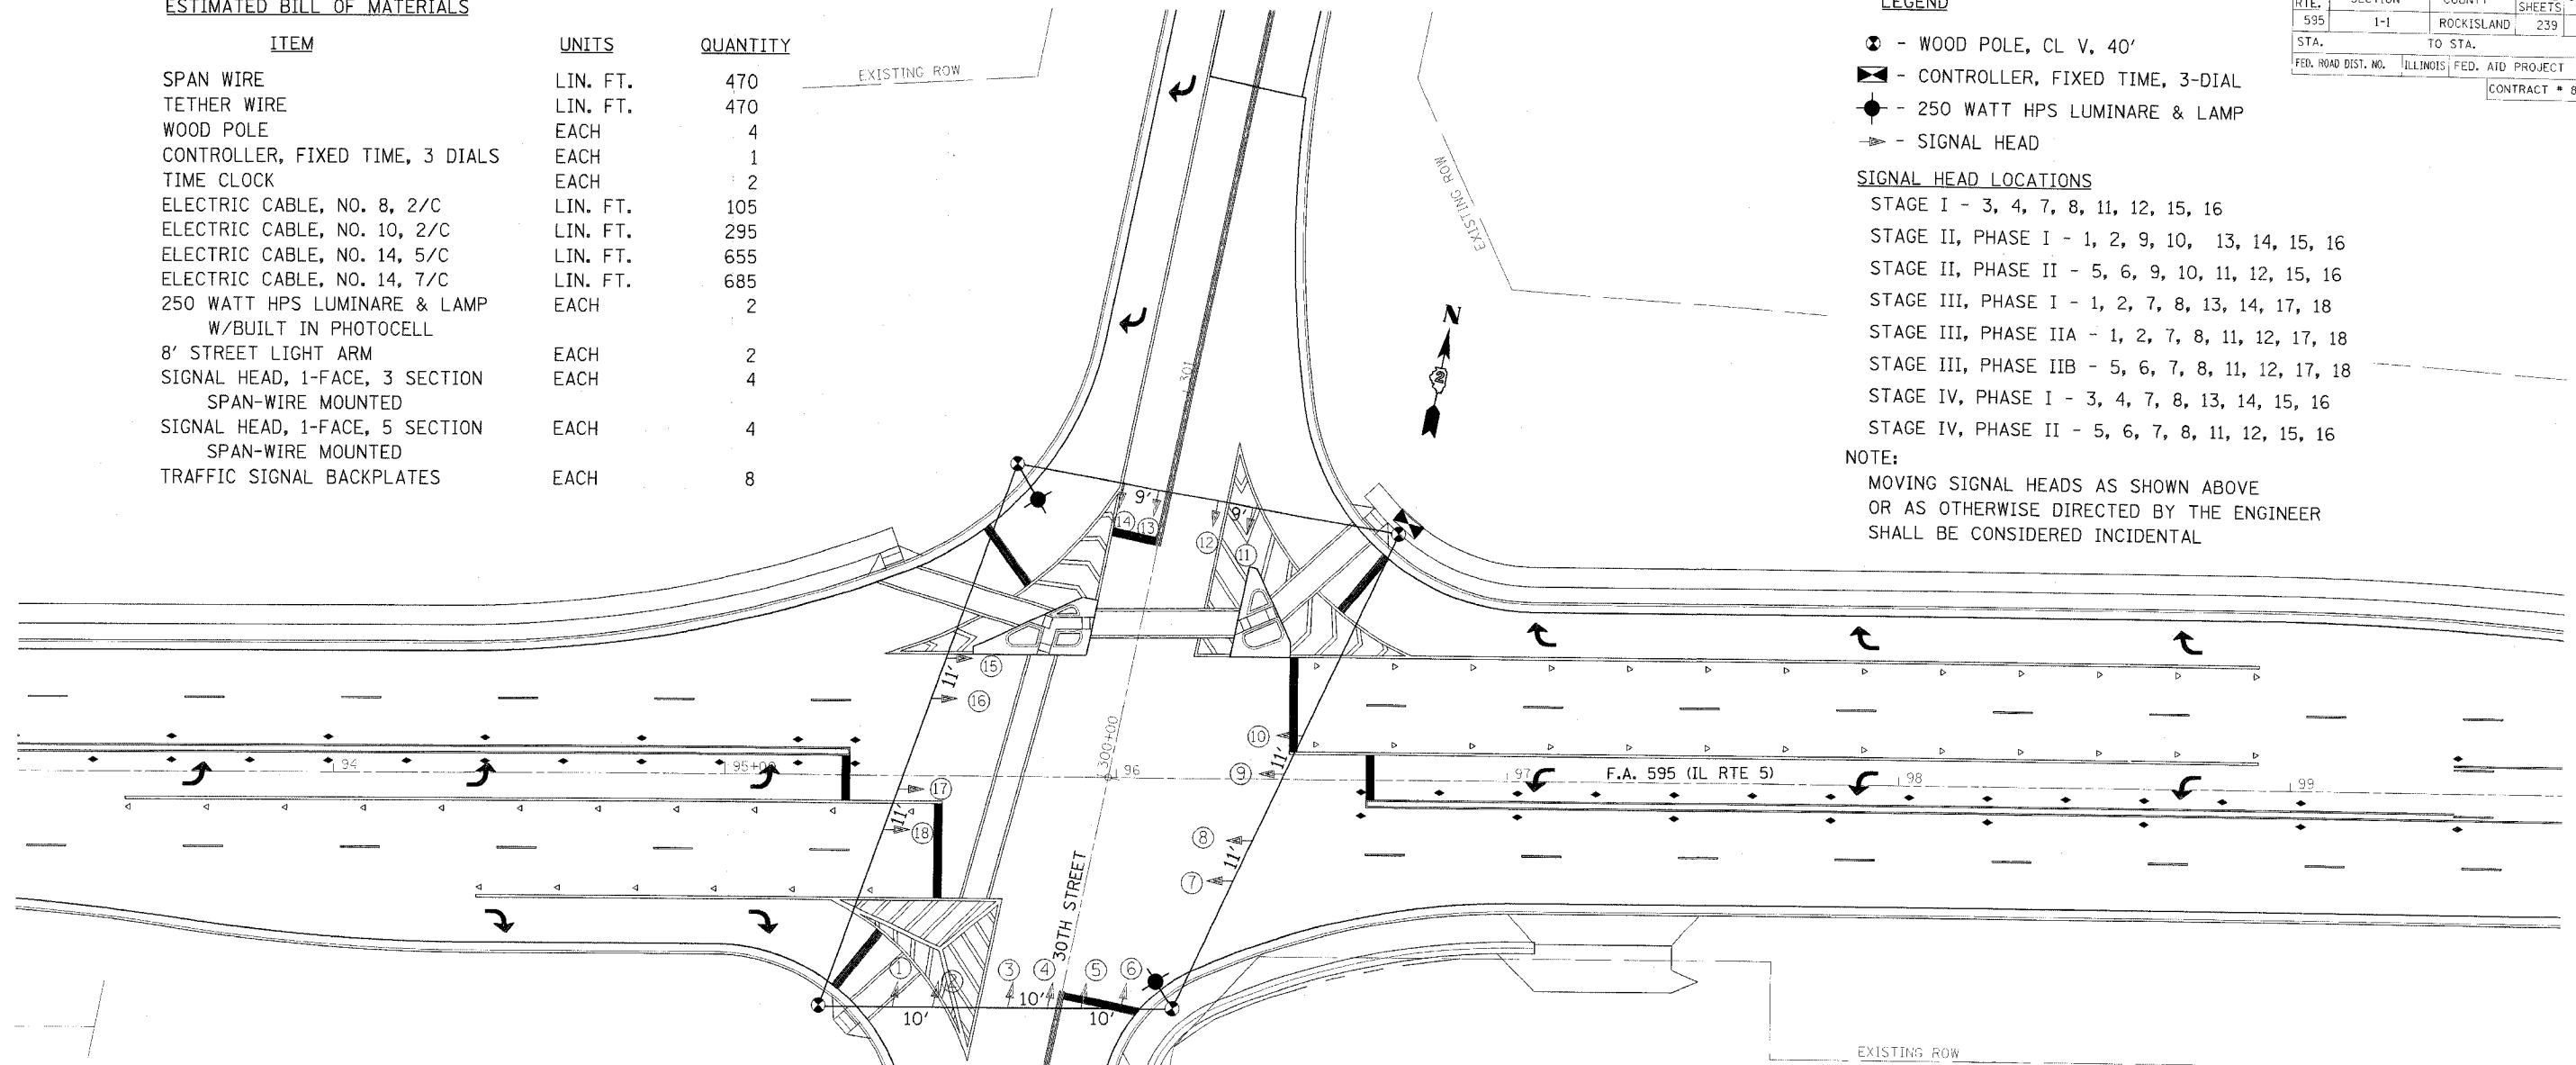 ESTIMATED BILL OF MATERIALS
ITEM UNITS QUANTITY
SPAN WIRE LIN. FT. 470
TETHER WIRE LIN. FT. 470
WOOD POLE EACH 4
CONTROLLER, FIXED TIME, 3 DIALS EACH 1
TIME CLOCK EACH 2
ELECTRIC CABLE, NO. 8, 2/C LIN. FT. 105
ELECTRIC CABLE, NO. 10, 2/C LIN. FT. 295
ELECTRIC CABLE, NO. 14, 5/C LIN. FT. 655
ELECTRIC CABLE, NO. 14, 7/C LIN. FT. 685
250 WATT HPS LUMINARE & LAMP EACH 2
W/BUILT IN PHOTOCELL
8' STREET LIGHT ARM EACH 2
SIGNAL HEAD, 1-FACE, 3 SECTION EACH 4
SPAN-WIRE MOUNTED
SIGNAL HEAD, 1-FACE, 5 SECTION EACH 4
SPAN-WIRE MOUNTED
TRAFFIC SIGNAL BACKPLATES EACH 8
LEGEND
- WOOD POLE, CL V, 40'
- CONTROLLER, FIXED TIME, 3-DIAL
- 250 WATT HPS LUMINARE & LAMP
- SIGNAL HEAD
SIGNAL HEAD LOCATIONS
STAGE I - 3, 4, 7, 8, 11, 12, 15, 16
STAGE II, PHASE I - 1, 2, 9, 10, 13, 14, 15, 16
STAGE II, PHASE II - 5, 6, 9, 10, 11, 12, 15, 16
STAGE III, PHASE I - 1, 2, 7, 8, 13, 14, 17, 18
STAGE III, PHASE IIA - 1, 2, 7, 8, 11, 12, 17, 18
STAGE III, PHASE IIB - 5, 6, 7, 8, 11, 12, 17, 18
STAGE IV, PHASE I - 3, 4, 7, 8, 13, 14, 15, 16
STAGE IV, PHASE II - 5, 6, 7, 8, 11, 12, 15, 16
NOTE:
MOVING SIGNAL HEADS AS SHOWN ABOVE
OR AS OTHERWISE DIRECTED BY THE ENGINEER
SHALL BE CONSIDERED INCIDENTAL
RTE. SECTION COUNTY SHEETS
595 1-1 ROCKISLAND 239
STA. TO STA.
FED. ROAD DIST. NO. ILLINOIS FED. AID PROJECT
CONTRACT # 8
EXISTING ROW
EXISTING ROW
N
2
301
9'
14 13
9'
12
11
15
11'
16
10
11'
9
300+00
94
95+00
96
97
F.A. 595 (IL RTE 5)
98
99
17
11'
18
8
11'
7
30TH STREET
1
2
3
4
5
6
10'
10'
10'
EXISTING ROW